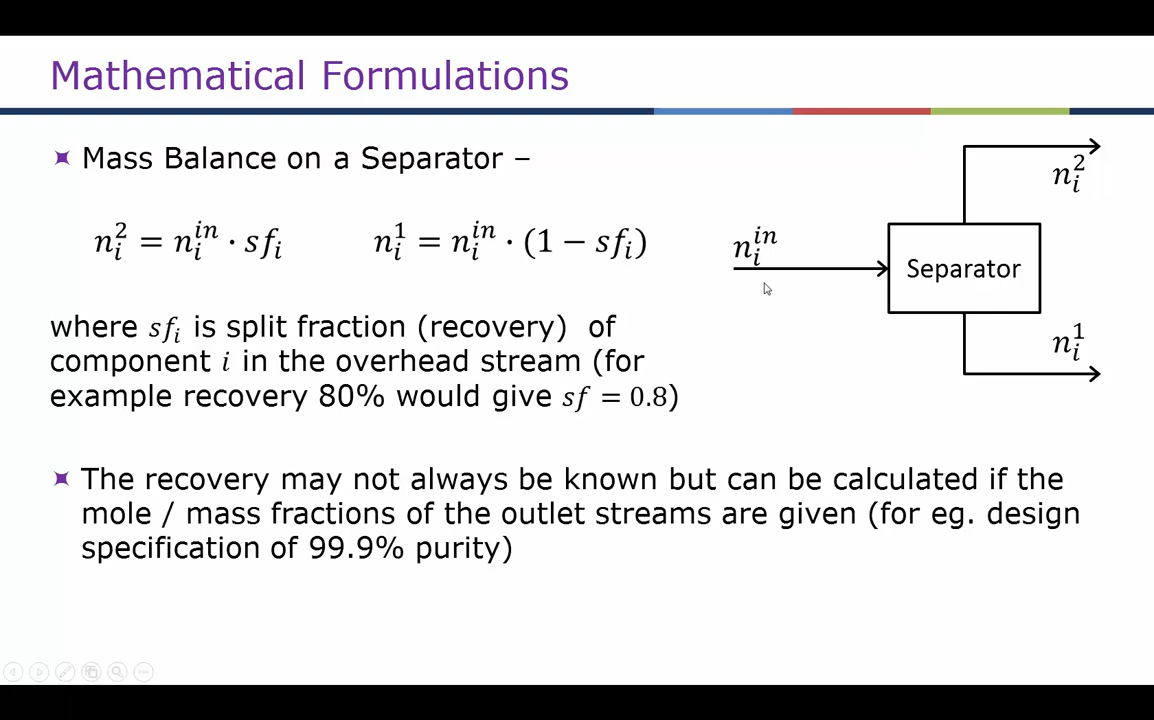 Mathematical Formulations
Mass Balance on a Separator –
$n_i^2 = n_i^{in} \cdot sf_i$
$n_i^1 = n_i^{in} \cdot (1 - sf_i)$
where $sf_i$ is split fraction (recovery) of
component $i$ in the overhead stream (for
example recovery 80% would give $sf = 0.8$)
$n_i^{in}$
Separator
$n_i^2$
$n_i^1$
The recovery may not always be known but can be calculated if the
mole / mass fractions of the outlet streams are given (for eg. design
specification of 99.9% purity)